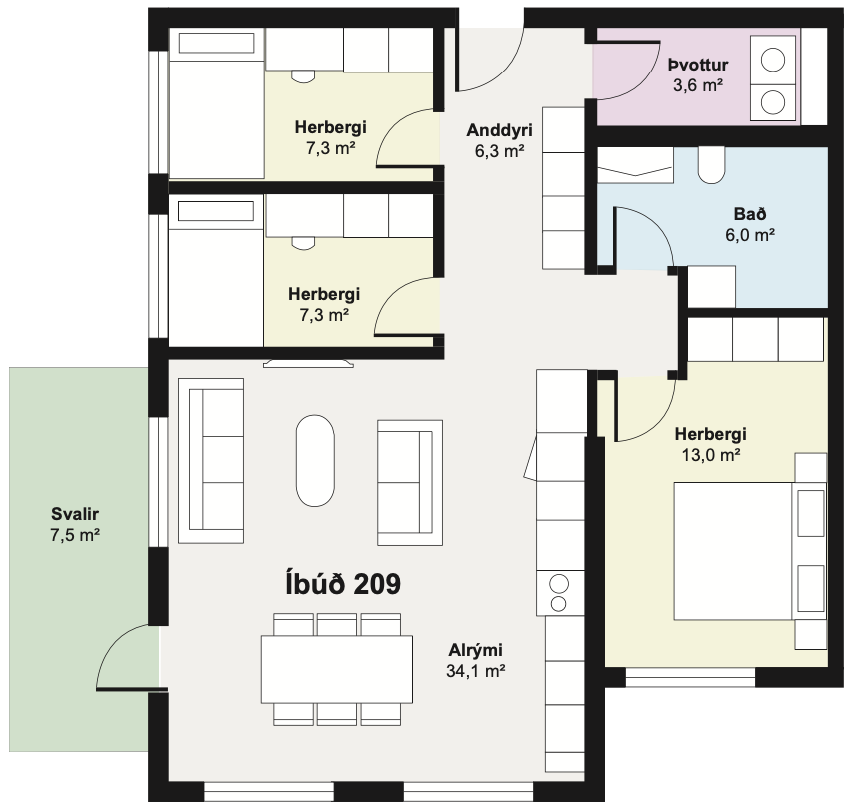 Þvottur
3,6 m²
Herbergi
7,3 m²
Anddyri
6,3 m²
Bað
6,0 m²
Herbergi
7,3 m²
Herbergi
13,0 m²
Svalir
7,5 m²
Íbúð 209
Alrými
34,1 m²